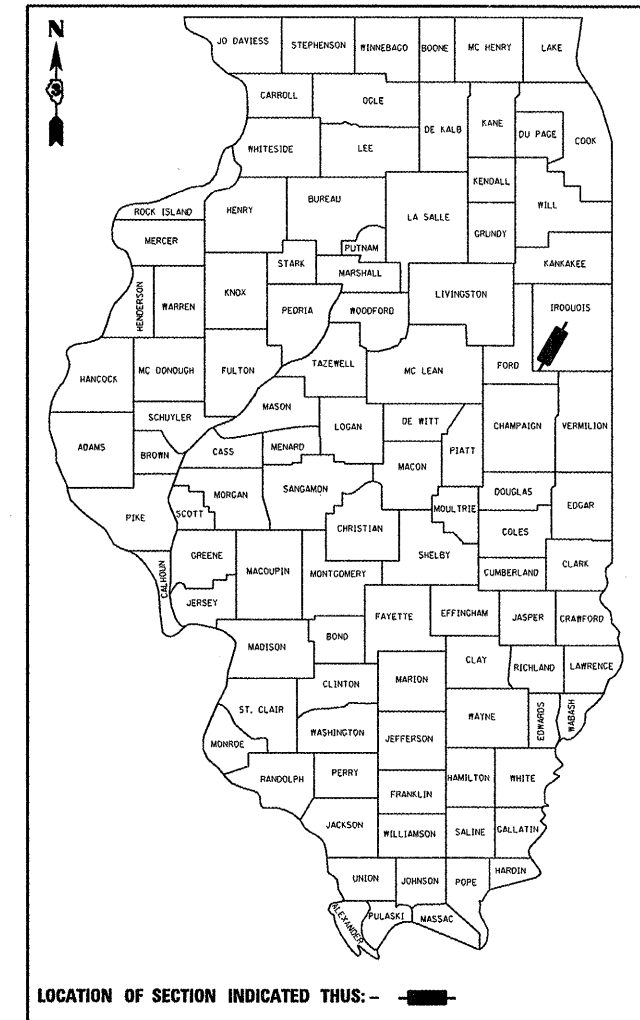 N
3
JO DAVIESS STEPHENSON WINNEBAGO BOONE MC HENRY LAKE
CARROLL OGLE DE KALB KANE DU PAGE COOK
WHITESIDE LEE KENDALL
ROCK ISLAND HENRY BUREAU LA SALLE GRUNDY WILL
MERCER PUTNAM KANKAKEE
HENDERSON WARREN KNOX STARK MARSHALL LIVINGSTON IROQUOIS
PEORIA WOODFORD
HANCOCK MC DONOUGH FULTON TAZEWELL MC LEAN FORD
SCHUYLER MASON
ADAMS BROWN CASS MENARD LOGAN DE WITT PIATT CHAMPAIGN VERMILION
MACON
PIKE SCOTT MORGAN SANGAMON CHRISTIAN MOULTRIE DOUGLAS EDGAR
COLES
CALHOUN GREENE MACOUPIN MONTGOMERY SHELBY CUMBERLAND CLARK
JERSEY
MADISON BOND FAYETTE EFFINGHAM JASPER CRAWFORD
CLAY RICHLAND LAWRENCE
CLINTON MARION
ST. CLAIR WASHINGTON JEFFERSON WAYNE EDWARDS WABASH
MONROE
RANDOLPH PERRY FRANKLIN HAMILTON WHITE
JACKSON WILLIAMSON SALINE GALLATIN
UNION JOHNSON POPE HARDIN
ALEXANDER PULASKI MASSAC
LOCATION OF SECTION INDICATED THUS: -